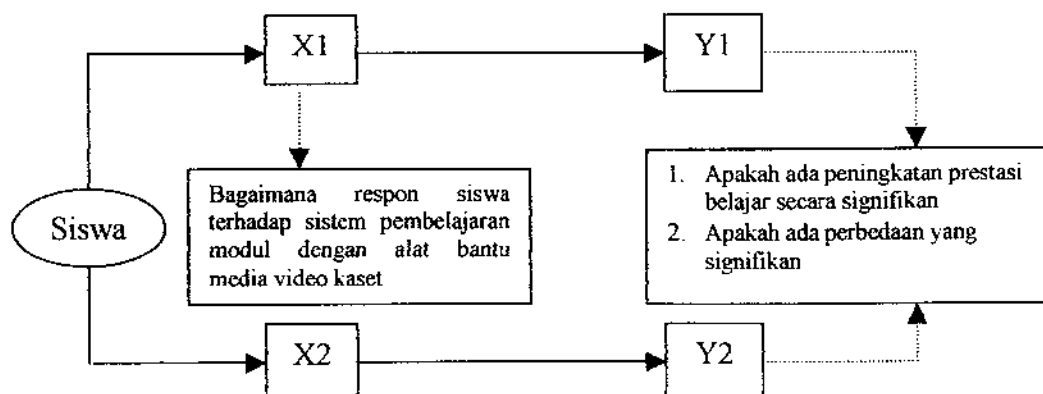 X1
Y1
Siswa
Bagaimana respon siswa
terhadap sistem pembelajaran
modul dengan alat bantu
media video kaset
1. Apakah ada peningkatan prestasi
belajar secara signifikan
2. Apakah ada perbedaan yang
signifikan
X2
Y2